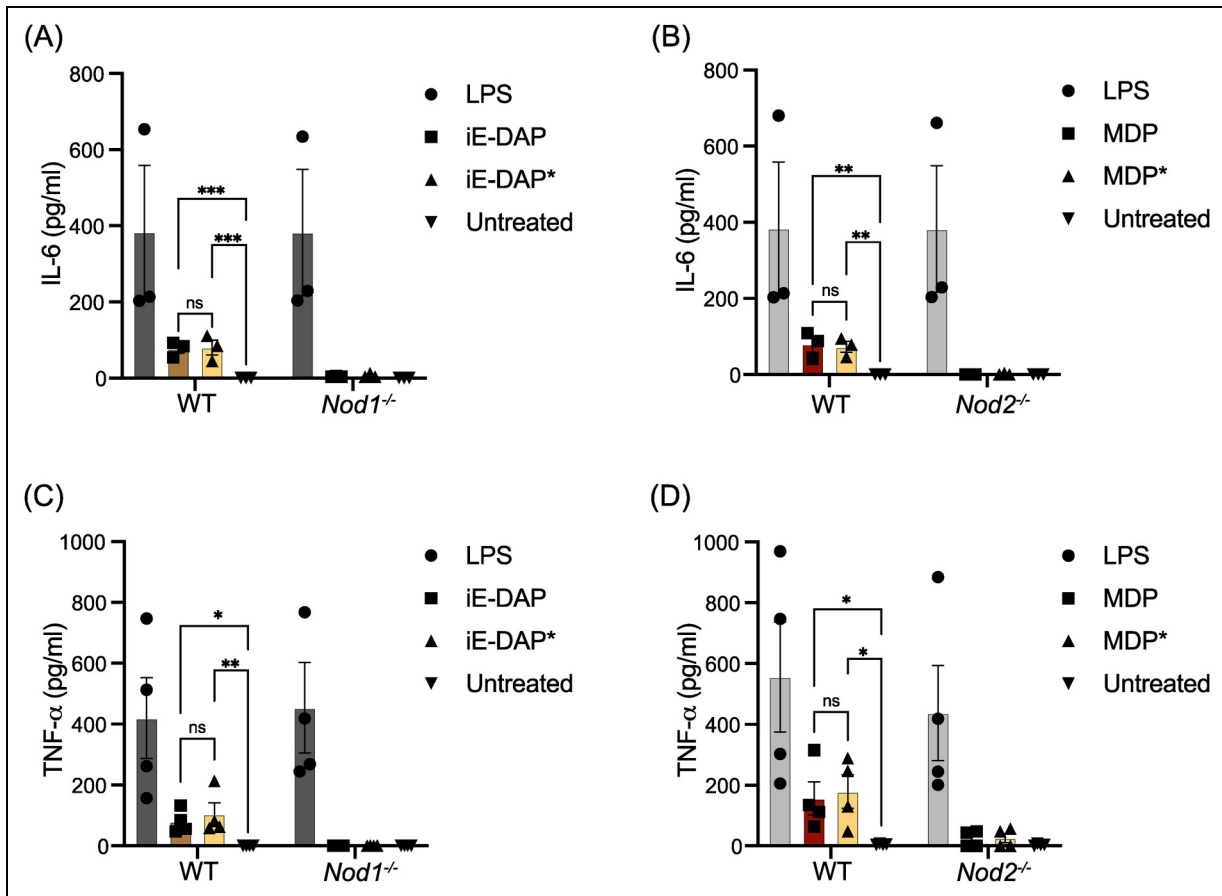 (A)
IL-6 (pg/ml)
800
600
400
200
0
***
***
ns
WT
Nod1-/-
LPS
iE-DAP
iE-DAP*
Untreated
(B)
IL-6 (pg/ml)
800
600
400
200
0
**
**
ns
WT
Nod2-/-
LPS
MDP
MDP*
Untreated
(C)
TNF-α (pg/ml)
1000
800
600
400
200
0
*
**
ns
WT
Nod1-/-
LPS
iE-DAP
iE-DAP*
Untreated
(D)
TNF-α (pg/ml)
1000
800
600
400
200
0
*
*
ns
WT
Nod2-/-
LPS
MDP
MDP*
Untreated